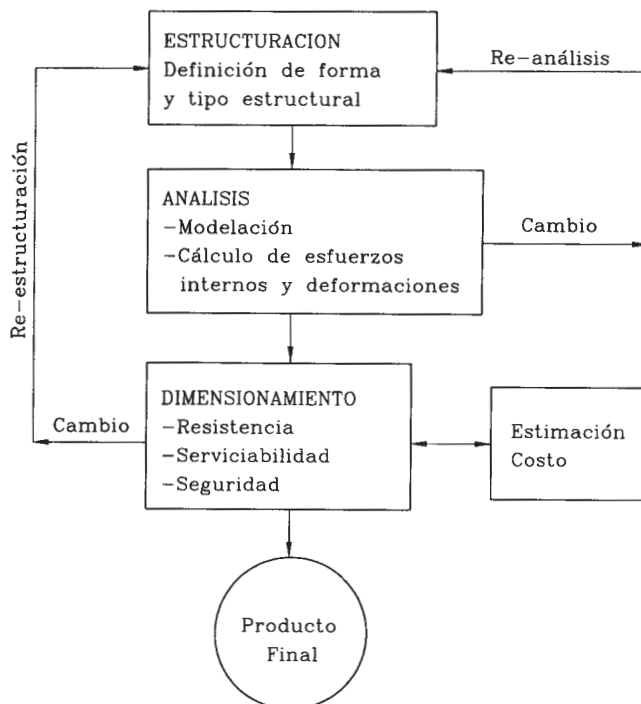 ESTRUCTURACION
Definición de forma
y tipo estructural
Re-análisis
Re-estructuración
ANALISIS
-Modelación
-Cálculo de esfuerzos
internos y deformaciones
Cambio
DIMENSIONAMIENTO
-Resistencia
-Serviciabilidad
-Seguridad
Cambio
Estimación
Costo
Producto
Final